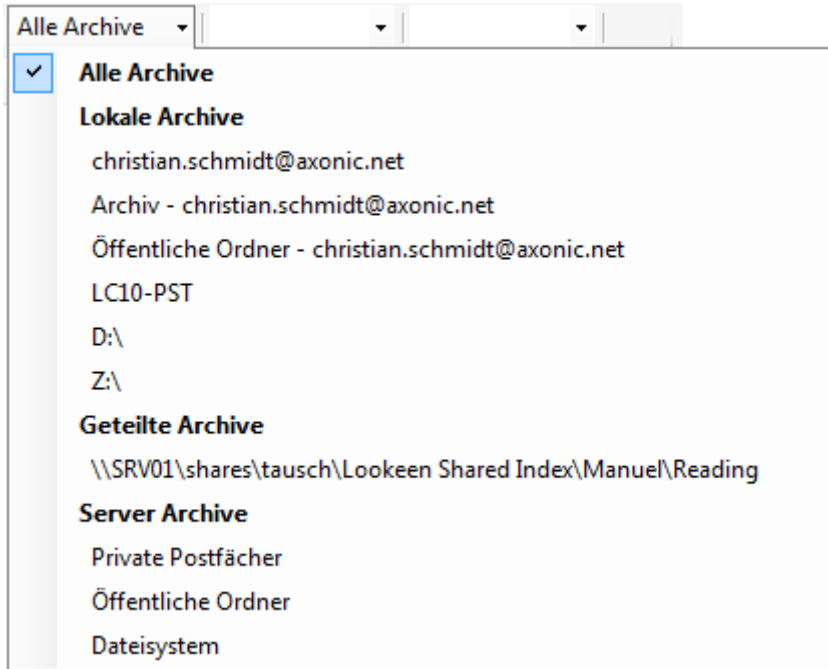 Alle Archive
Alle Archive
Lokale Archive
christian.schmidt@axonic.net
Archiv - christian.schmidt@axonic.net
Öffentliche Ordner - christian.schmidt@axonic.net
LC10-PST
D:\
Z:\
Geteilte Archive
\\SRV01\shares\tausch\Lookeen Shared Index\Manuel\Reading
Server Archive
Private Postfächer
Öffentliche Ordner
Dateisystem